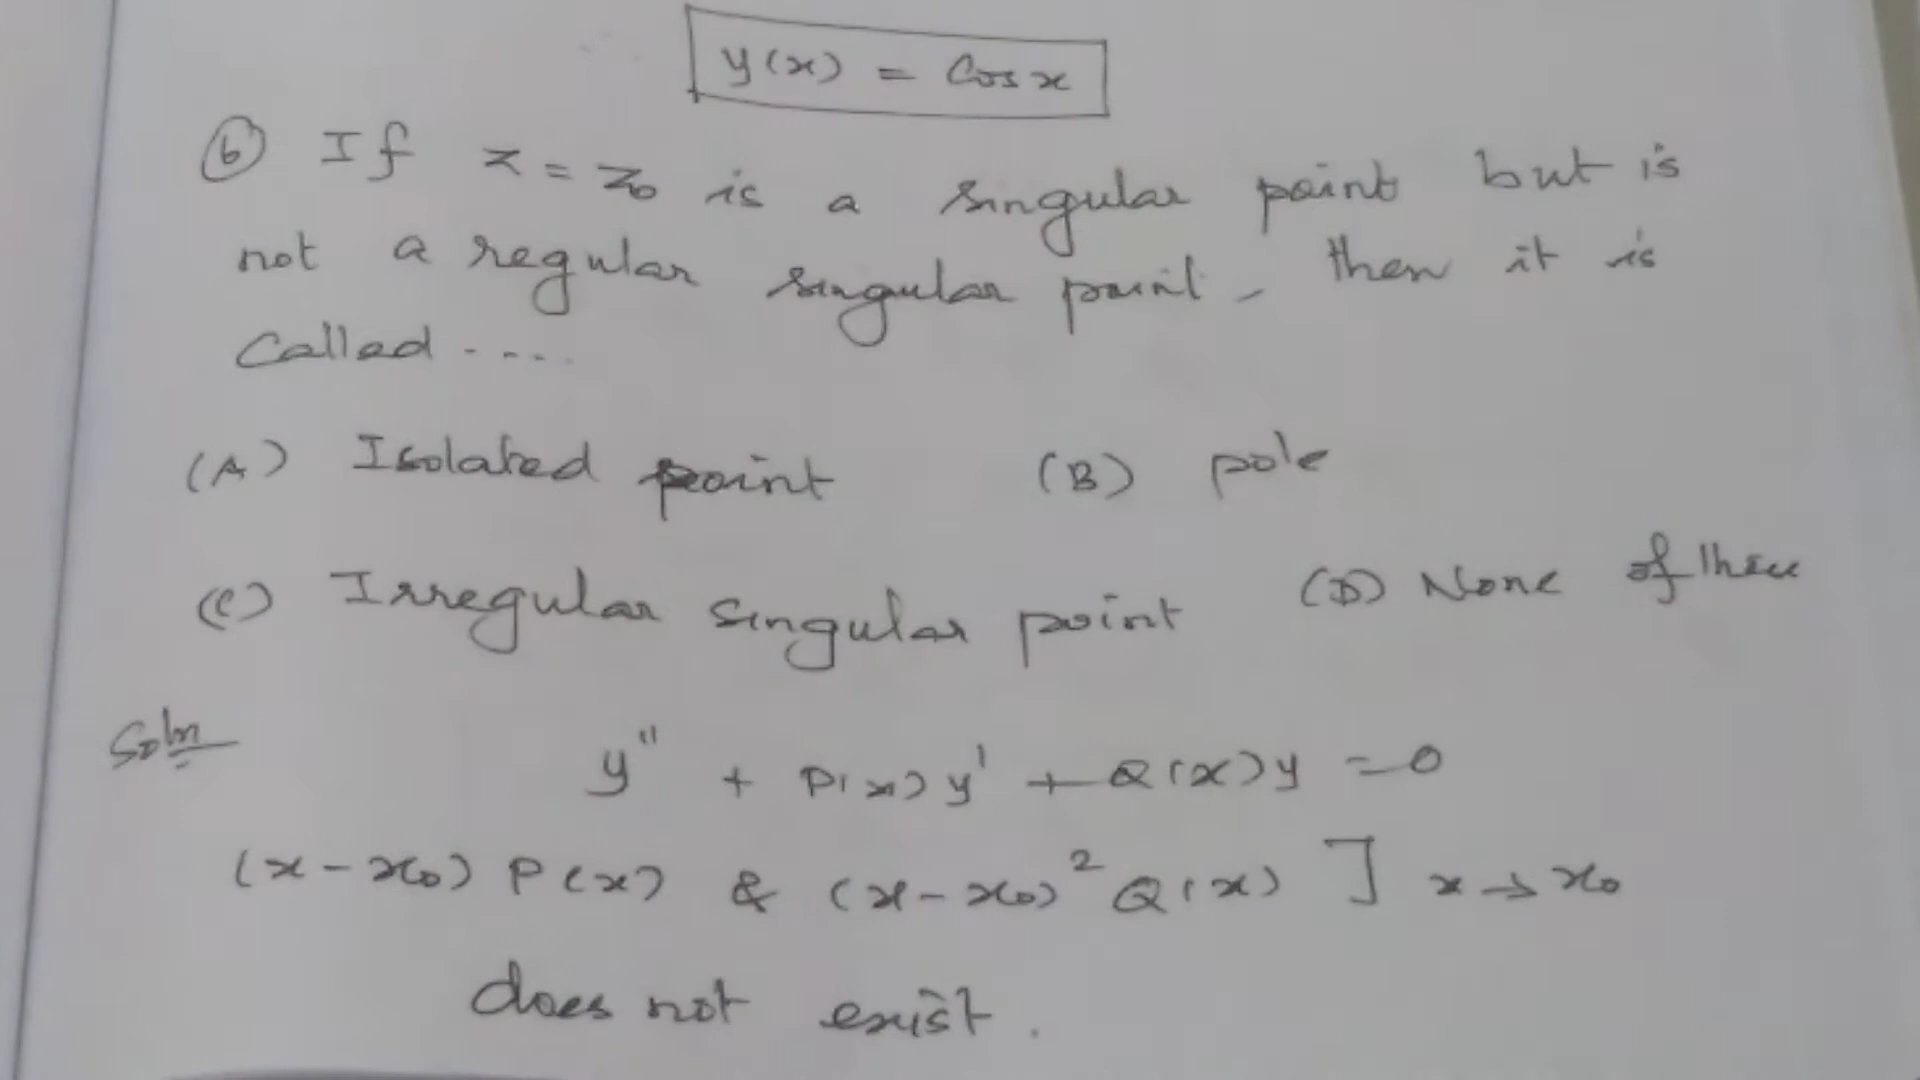 y(x) = Cos x
(6) If z = z₀ is a singular point but is
not a regular singular point, then it is
called ....
(A) Isolated point (B) pole
(C) Irregular singular point (D) None of these
Soln
y'' + P(x) y' + Q(x) y = 0
(x - x₀) P(x) & (x - x₀)² Q(x) ] x → x₀
does not exist.